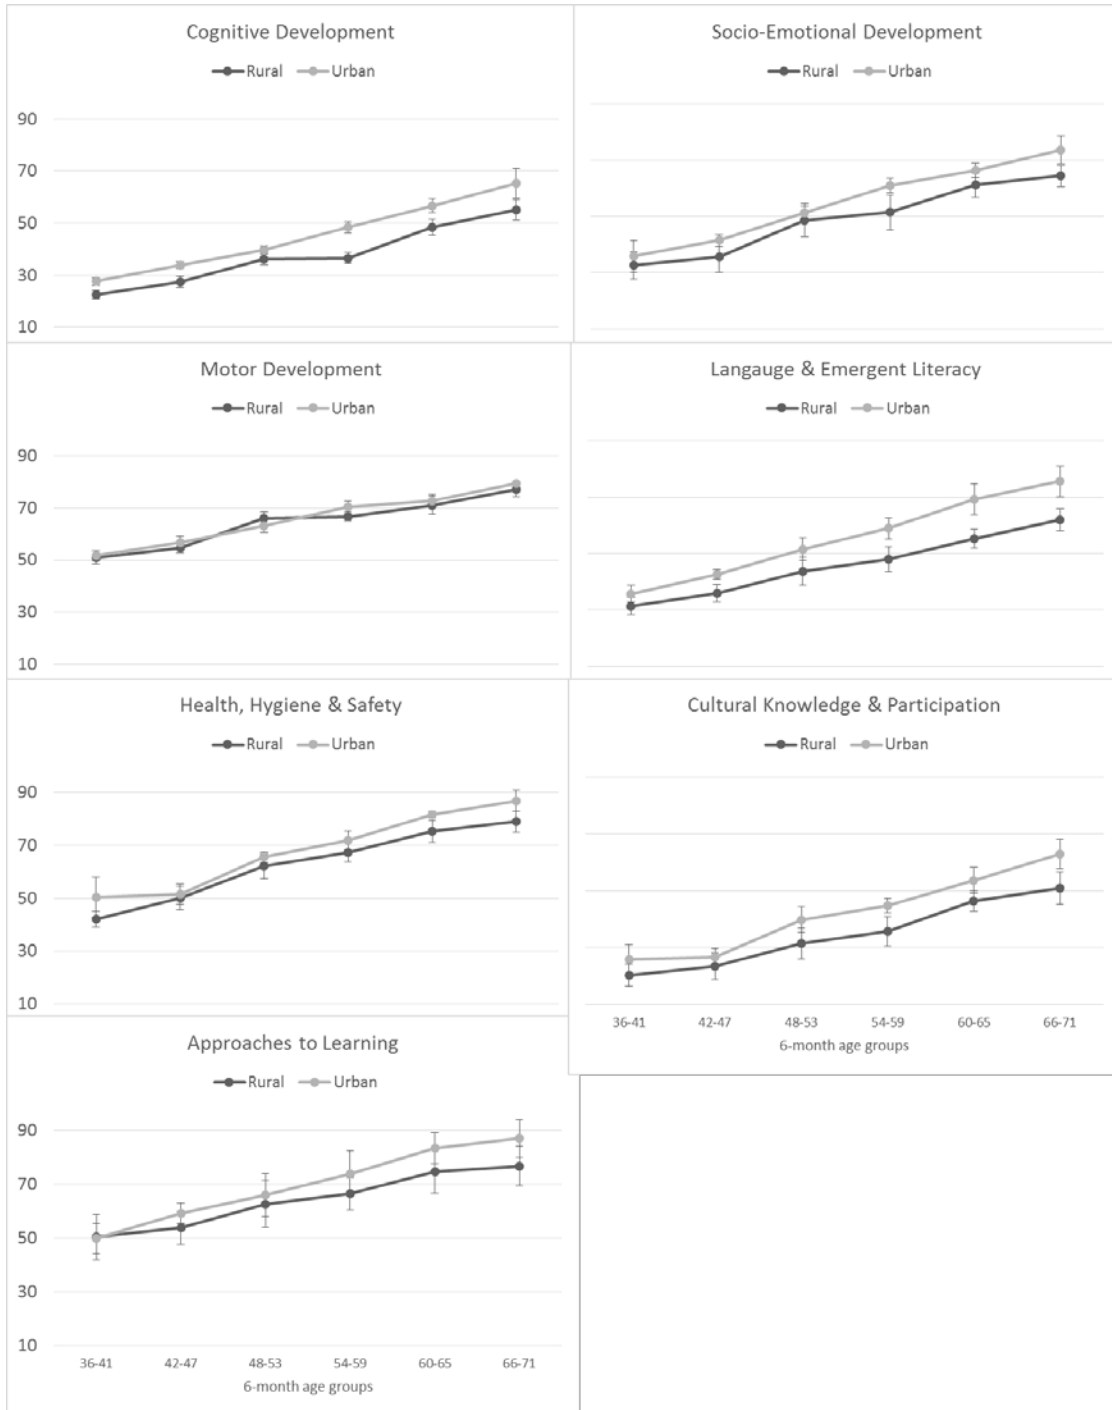 Cognitive Development
Rural Urban
90
70
50
30
10
Socio-Emotional Development
Rural Urban
Motor Development
Rural Urban
90
70
50
30
10
Langauge & Emergent Literacy
Rural Urban
Health, Hygiene & Safety
Rural Urban
90
70
50
30
10
Cultural Knowledge & Participation
Rural Urban
36-41 42-47 48-53 54-59 60-65 66-71
6-month age groups
Approaches to Learning
Rural Urban
90
70
50
30
10
36-41 42-47 48-53 54-59 60-65 66-71
6-month age groups